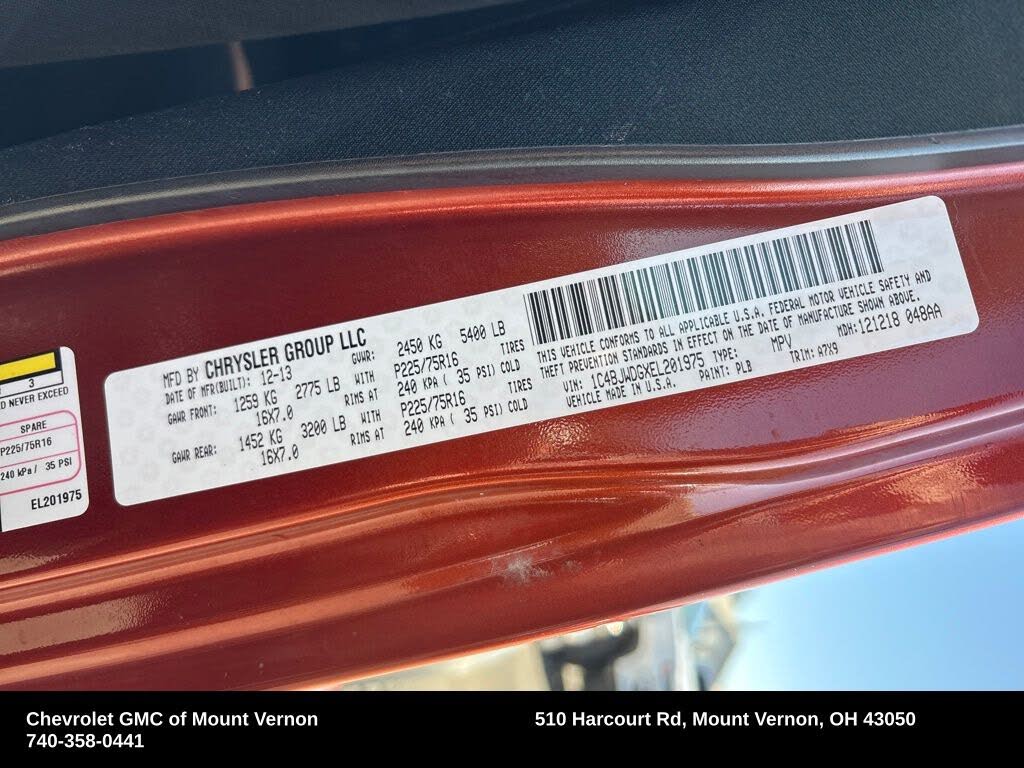 MFD BY CHRYSLER GROUP LLC
DATE OF MFR(BUILT): 12-13 GVWR: 2450 KG 5400 LB
GAWR FRONT: 1259 KG 2775 LB WITH P225/75R16 TIRES
16X7.0 RIMS AT 240 KPA ( 35 PSI) COLD
GAWR REAR: 1452 KG 3200 LB WITH P225/75R16 TIRES
16X7.0 RIMS AT 240 KPA ( 35 PSI) COLD
THIS VEHICLE CONFORMS TO ALL APPLICABLE U.S.A. FEDERAL MOTOR VEHICLE SAFETY AND
THEFT PREVENTION STANDARDS IN EFFECT ON THE DATE OF MANUFACTURE SHOWN ABOVE.
VIN: 1C4BJWDGXEL201975 TYPE: MPV MDH: 121218 048AA
VEHICLE MADE IN U.S.A. PAINT: PLB TRIM: A7X9
3
D NEVER EXCEED
SPARE
P225/75R16
240 kPa / 35 PSI
EL201975
Chevrolet GMC of Mount Vernon
740-358-0441
510 Harcourt Rd, Mount Vernon, OH 43050